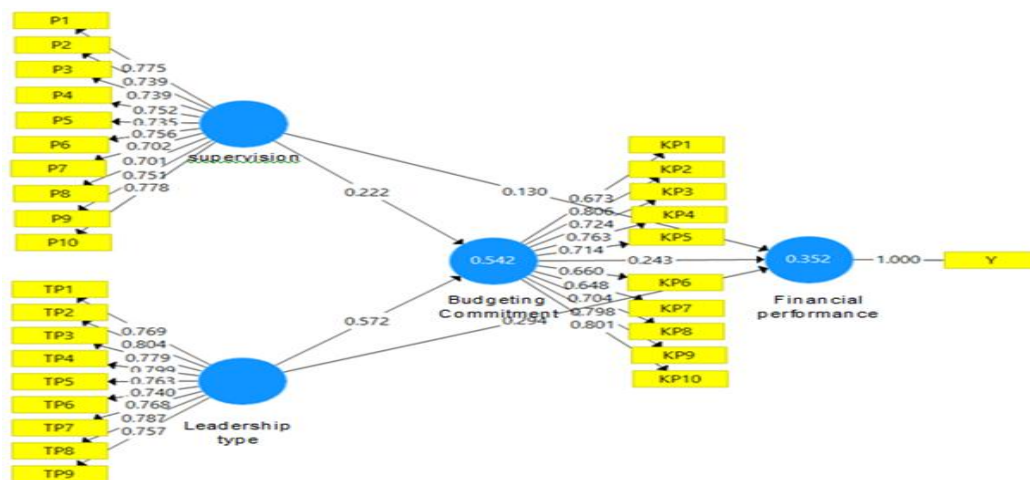 P1
P2
P3
P4
P5
P6
P7
P8
P9
P10
0.775
0.739
0.739
0.752
0.735
0.756
0.702
0.701
0.751
0.778
supervision
TP1
TP2
TP3
TP4
TP5
TP6
TP7
TP8
TP9
0.769
0.804
0.779
0.799
0.763
0.740
0.768
0.787
0.757
Leadership
type
0.222
0.572
0.130
0.243
0.294
0.542
Budgeting
Commitment
0.673
0.806
0.724
0.763
0.714
0.660
0.648
0.704
0.798
0.801
KP1
KP2
KP3
KP4
KP5
KP6
KP7
KP8
KP9
KP10
0.352
Financial
performance
1.000
Y